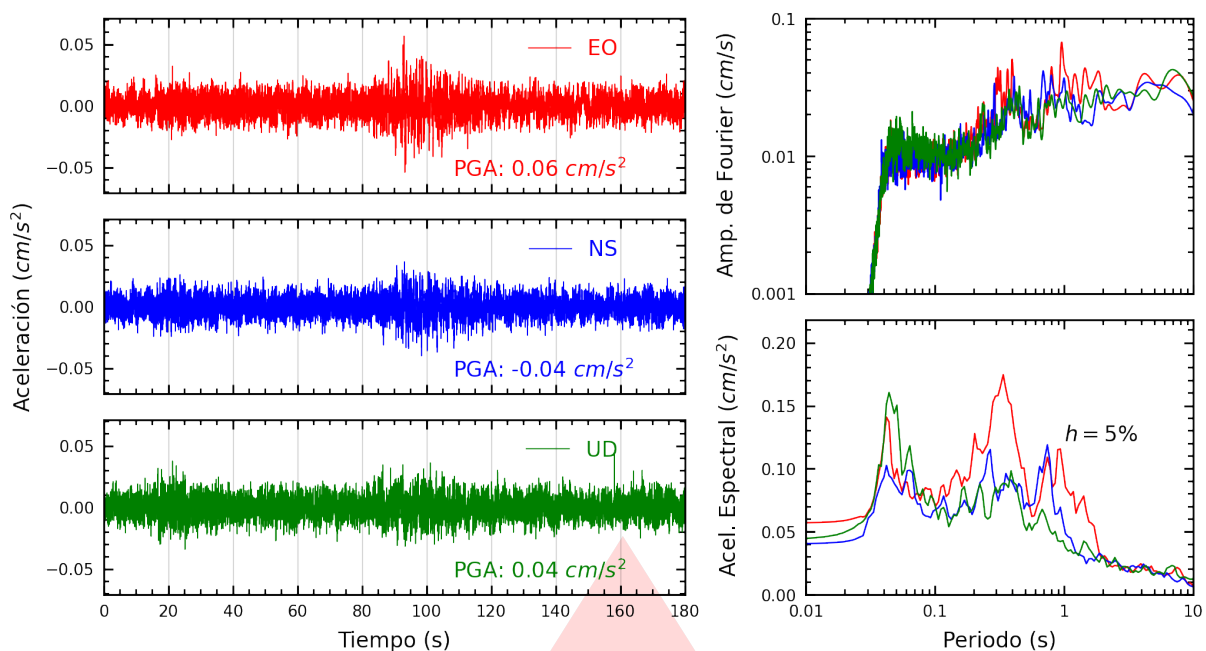 Aceleración (cm/s²)
0.05
0.00
−0.05
EO
PGA: 0.06 cm/s²
0.05
0.00
−0.05
NS
PGA: -0.04 cm/s²
0.05
0.00
−0.05
UD
PGA: 0.04 cm/s²
0 20 40 60 80 100 120 140 160 180
Tiempo (s)
Amp. de Fourier (cm/s)
0.1
0.01
0.001
Acel. Espectral (cm/s²)
0.20
0.15
0.10
0.05
0.00
h = 5%
0.01 0.1 1 10
Periodo (s)